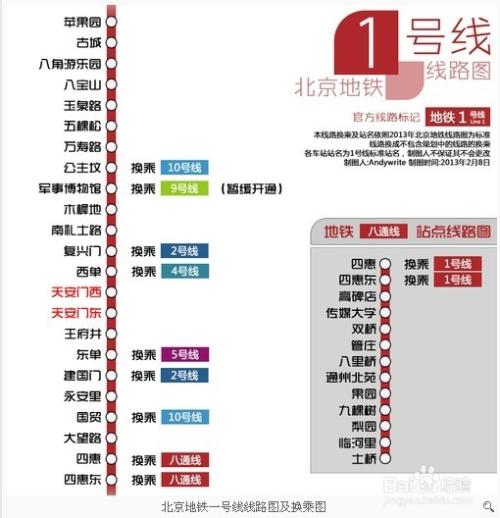 1号线
北京地铁 线路图
官方线路标记 地铁1号线 Line 1
本线路换乘及站名依照2013年北京地铁线路图为标准
线路换成不包含规划中的线路的换乘
各车站站名为1号线标准站名，制图人不保证其不会更改
制图人:Andywrite 制图时间:2013年2月8日
苹果园
古城
八角游乐园
八宝山
玉泉路
五棵松
万寿路
公主坟 换乘 10号线
军事博物馆 换乘 9号线 （暂缓开通）
木樨地
南礼士路
复兴门 换乘 2号线
西单 换乘 4号线
天安门西
天安门东
王府井
东单 换乘 5号线
建国门 换乘 2号线
永安里
国贸 换乘 10号线
大望路
四惠 换乘 八通线
四惠东 换乘 八通线
地铁 八通线 站点线路图
四惠 换乘 1号线
四惠东 换乘 1号线
高碑店
传媒大学
双桥
管庄
八里桥
通州北苑
果园
九棵树
梨园
临河里
土桥
Baidu经验
jingyan.baidu.com
北京地铁一号线线路图及换乘图